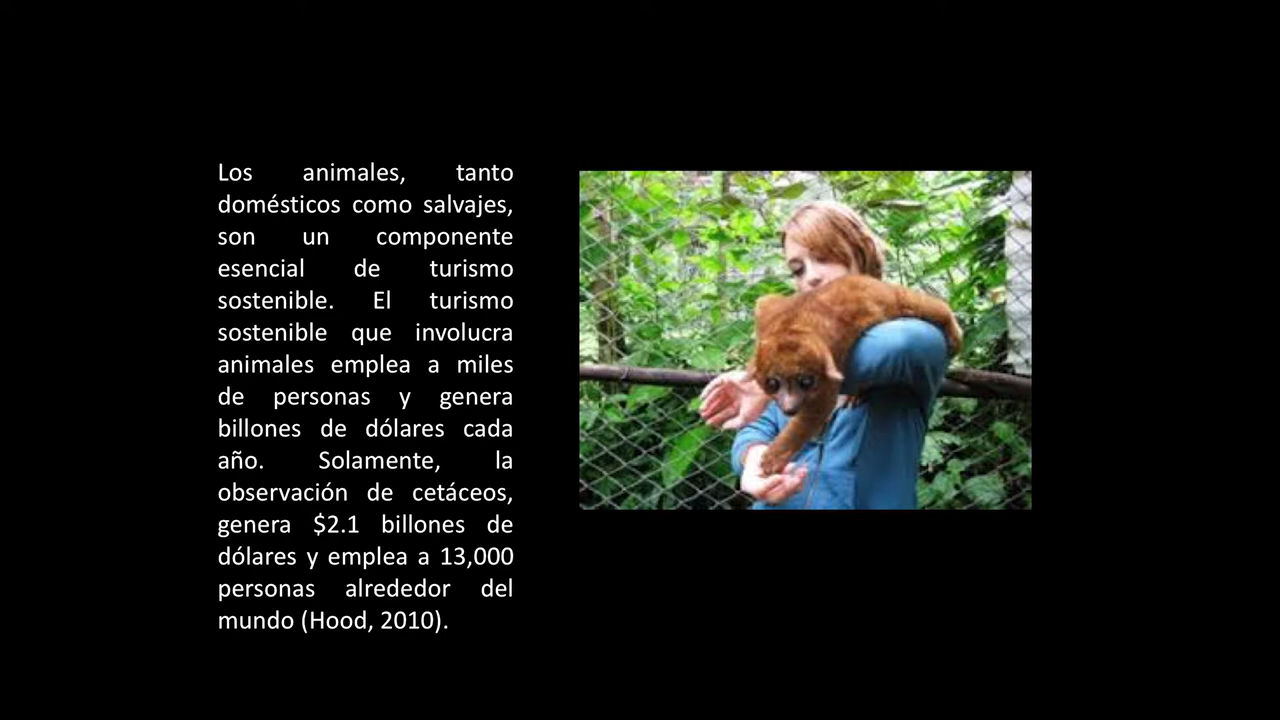 Los animales, tanto
domésticos como salvajes,
son un componente
esencial de turismo
sostenible. El turismo
sostenible que involucra
animales emplea a miles
de personas y genera
billones de dólares cada
año. Solamente, la
observación de cetáceos,
genera $2.1 billones de
dólares y emplea a 13,000
personas alrededor del
mundo (Hood, 2010).